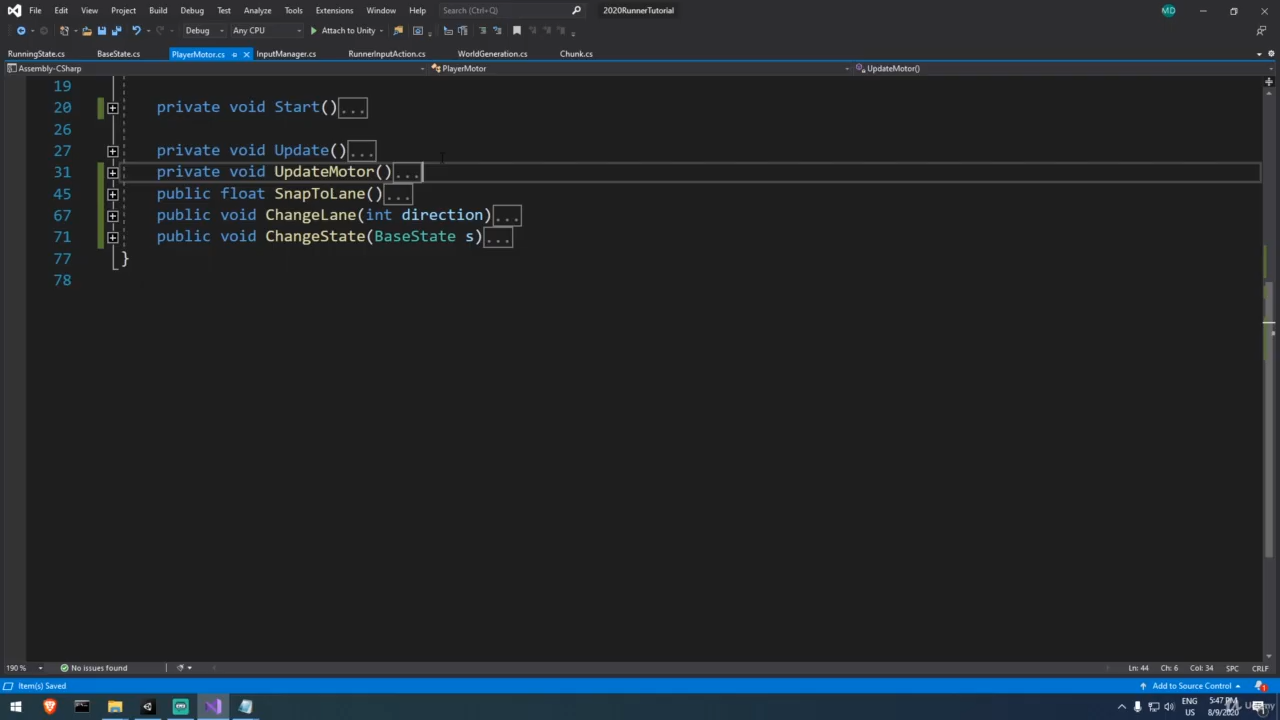 File Edit View Project Build Debug Test Analyze Tools Extensions Window Help Search (Ctrl+Q) 2020RunnerTutorial MD
Debug Any CPU Attach to Unity
RunningState.cs BaseState.cs PlayerMotor.cs InputManager.cs RunnerInputAction.cs WorldGeneration.cs Chunk.cs
Assembly-CSharp PlayerMotor UpdateMotor()
19
20 private void Start()...
26
27 private void Update()...
31 private void UpdateMotor()...
45 public float SnapToLane()...
67 public void ChangeLane(int direction)...
71 public void ChangeState(BaseState s)...
77 }
78
190 % No issues found Ln: 44 Ch: 6 Col: 34 SPC CRLF
Item(s) Saved Add to Source Control 1
ENG 5:47 PM
US 8/9/2020
Udemy